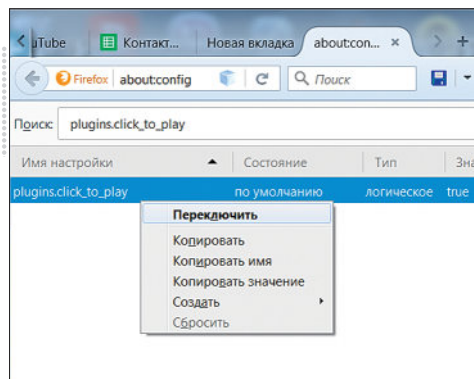 uTube Контакт... Новая вкладка about:con... ×
Firefox about:config Поиск
Поиск: plugins.click_to_play
Имя настройки Состояние Тип Зна
plugins.click_to_play по умолчанию логическое true
Переключить
Копировать
Копировать имя
Копировать значение
Создать
Сбросить